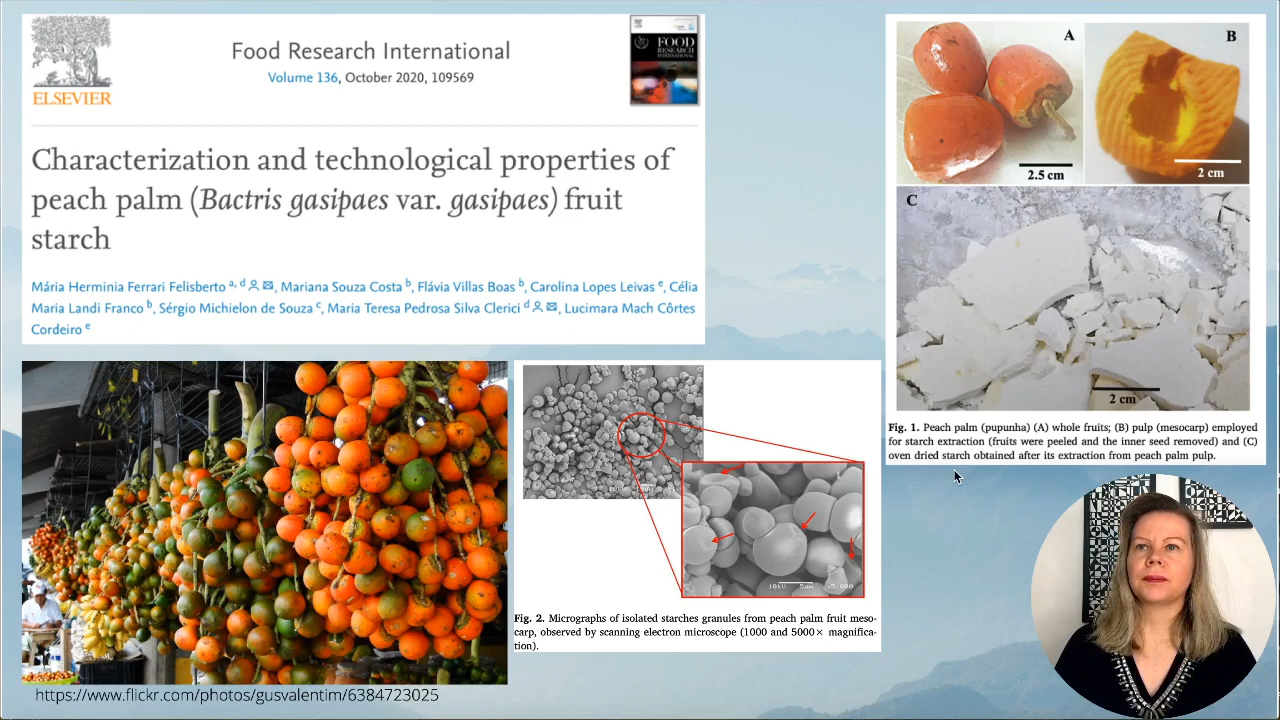 Food Research International
Volume 136, October 2020, 109569
ELSEVIER
FOOD
RESEARCH
INTERNATIONAL
Characterization and technological properties of
peach palm (Bactris gasipaes var. gasipaes) fruit
starch
Mária Herminia Ferrari Felisberto a, d, Mariana Souza Costa b, Flávia Villas Boas b, Carolina Lopes Leivas e, Célia
Maria Landi Franco b, Sérgio Michielon de Souza c, Maria Teresa Pedrosa Silva Clerici d, Lucimara Mach Côrtes
Cordeiro e
A
B
2.5 cm
2 cm
C
2 cm
Fig. 1. Peach palm (pupunha) (A) whole fruits; (B) pulp (mesocarp) employed
for starch extraction (fruits were peeled and the inner seed removed) and (C)
oven dried starch obtained after its extraction from peach palm pulp.
10kV 5µm x5,000
Fig. 2. Micrographs of isolated starches granules from peach palm fruit meso-
carp, observed by scanning electron microscope (1000 and 5000× magnifica-
tion).
https://www.flickr.com/photos/gusvalentim/6384723025